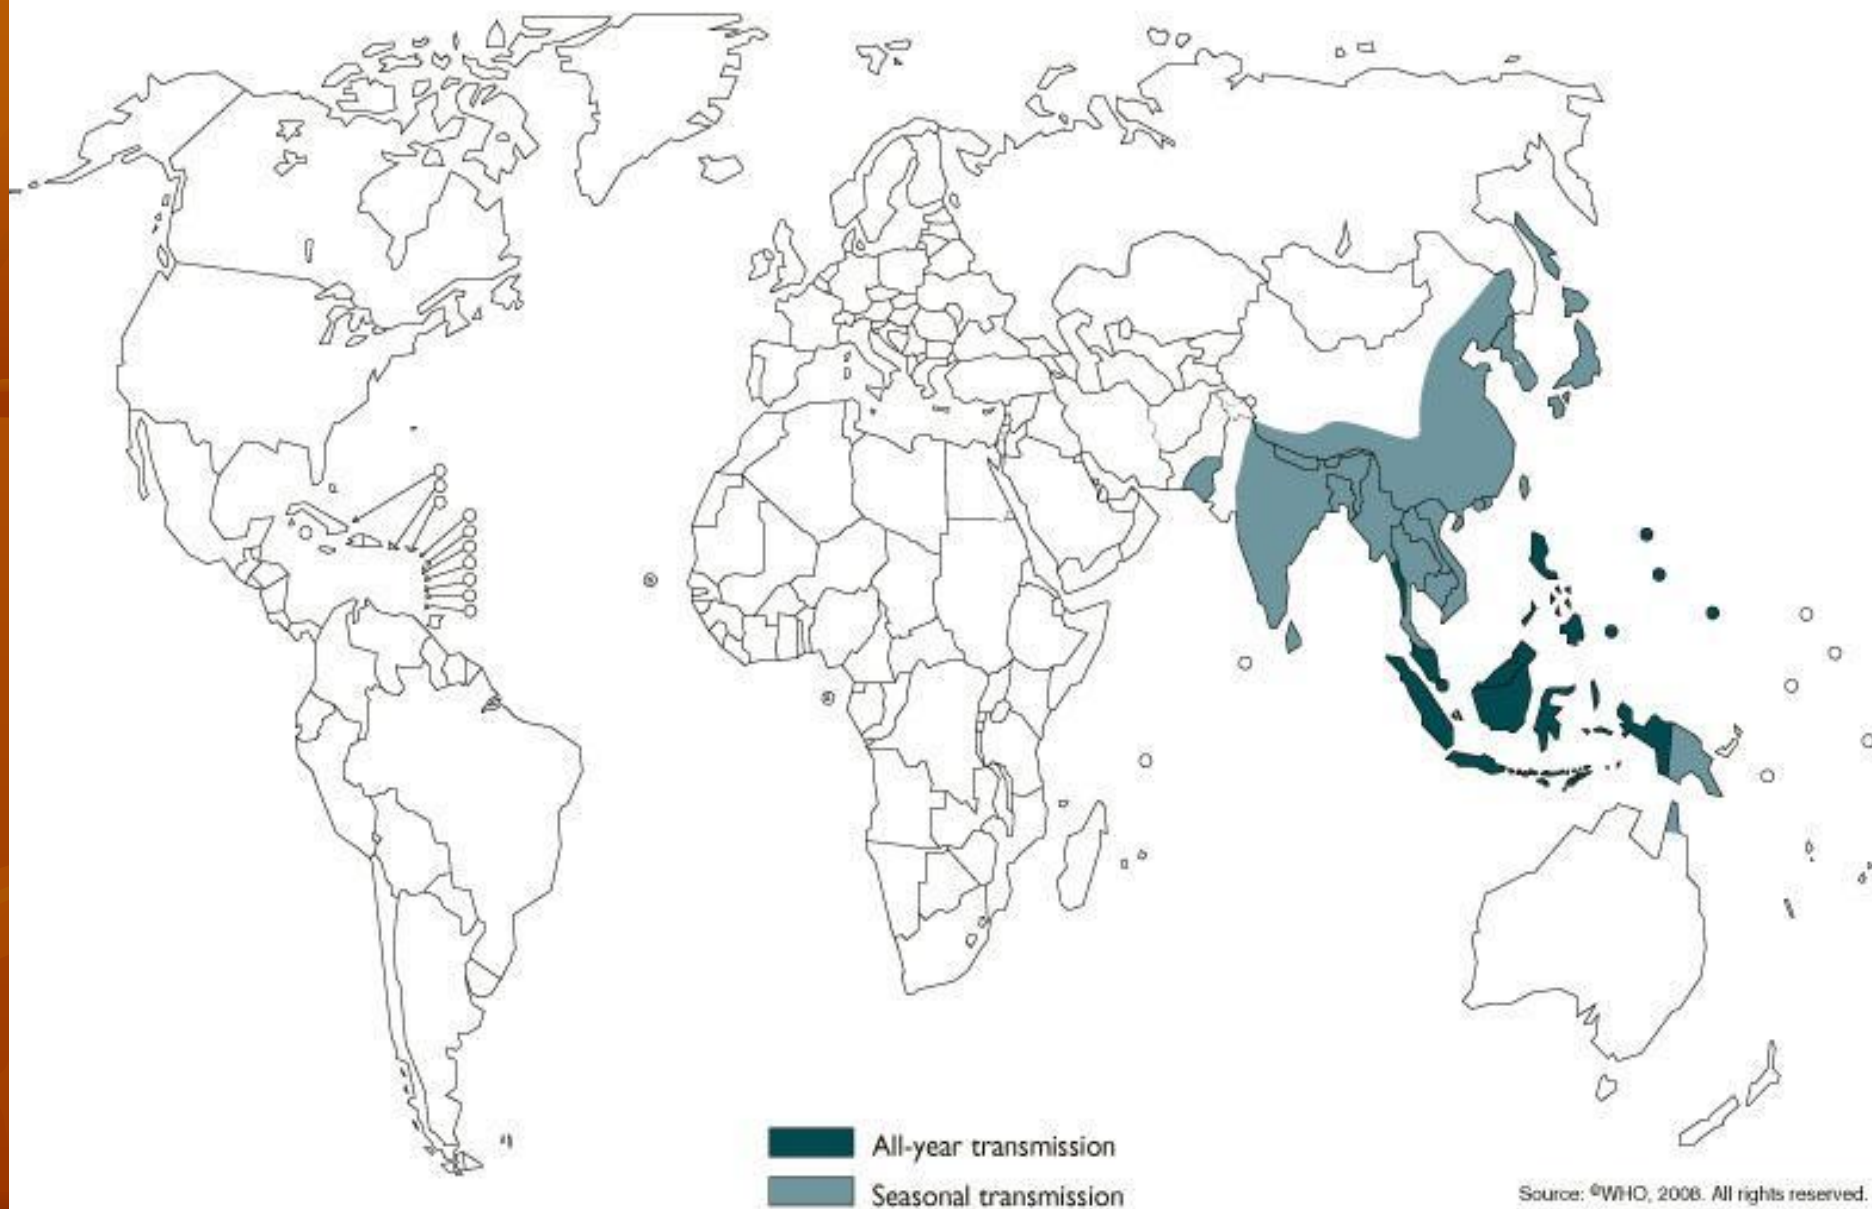 All-year transmission
Seasonal transmission
Source: ©WHO, 2008. All rights reserved.